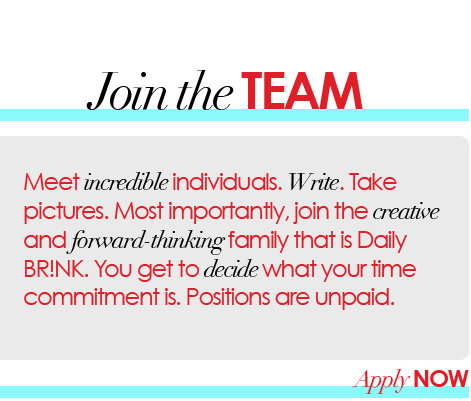 Join the TEAM
Meet incredible individuals. Write. Take
pictures. Most importantly, join the creative
and forward-thinking family that is Daily
BR!NK. You get to decide what your time
commitment is. Positions are unpaid.
Apply NOW